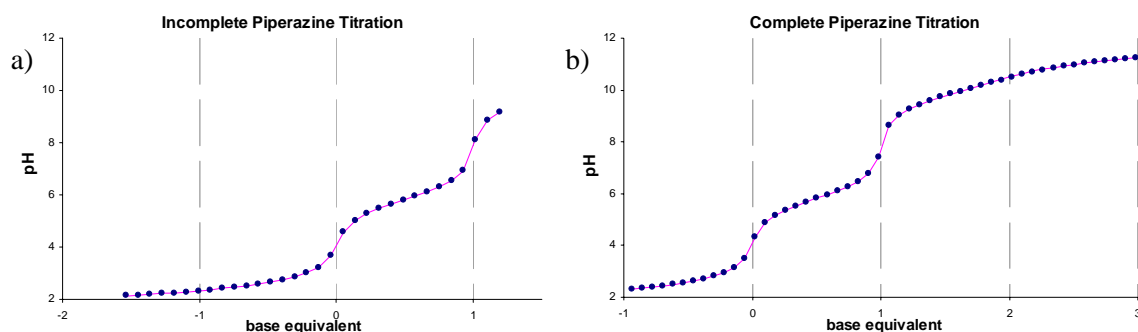 Incomplete Piperazine Titration
a)
12
10
8
6
4
2
pH
-2
-1
0
1
base equivalent
Complete Piperazine Titration
b)
12
10
8
6
4
2
pH
-1
0
1
2
3
base equivalent